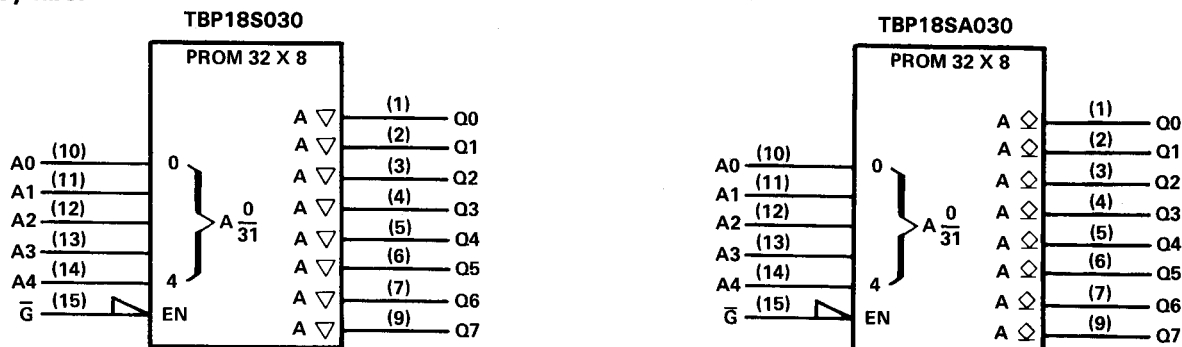 TBP18S030
PROM 32 X 8
A ▽ (1) Q0
A ▽ (2) Q1
A0 (10) 0 A ▽ (3) Q2
A1 (11)
A2 (12) A 0/31 A ▽ (4) Q3
A3 (13) A ▽ (5) Q4
A4 (14) 4 A ▽ (6) Q5
G̅ (15) EN A ▽ (7) Q6
A ▽ (9) Q7
TBP18SA030
PROM 32 X 8
A ◇ (1) Q0
A ◇ (2) Q1
A0 (10) 0 A ◇ (3) Q2
A1 (11)
A2 (12) A 0/31 A ◇ (4) Q3
A3 (13) A ◇ (5) Q4
A4 (14) 4 A ◇ (6) Q5
G̅ (15) EN A ◇ (7) Q6
A ◇ (9) Q7